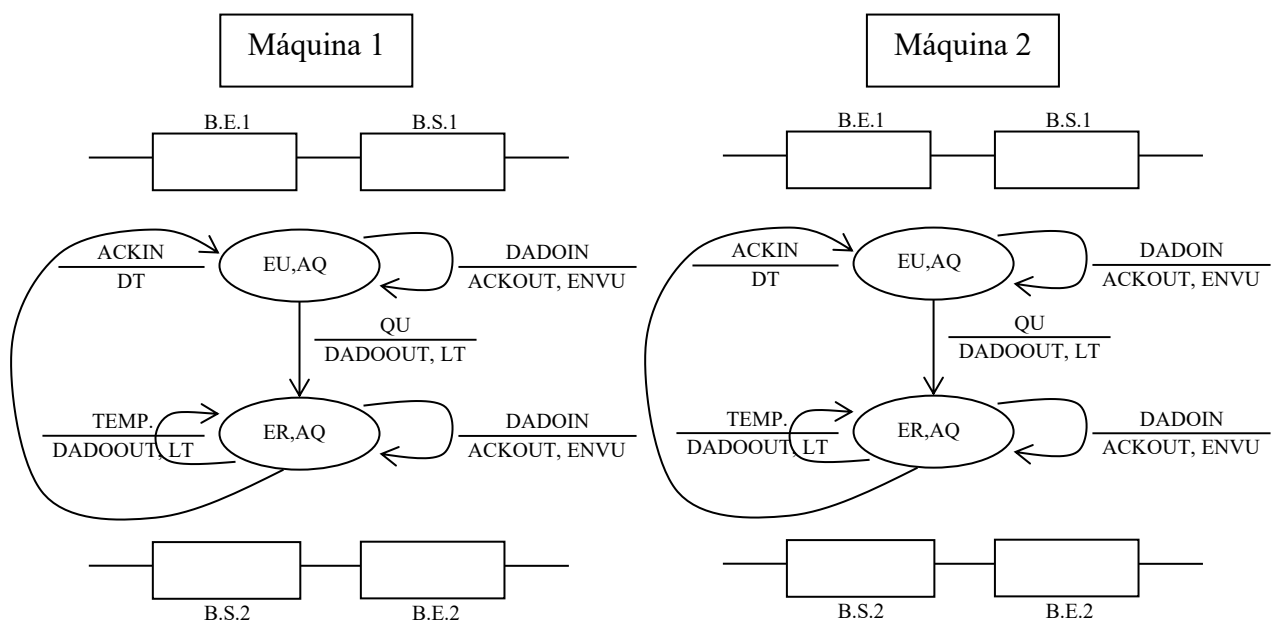 Máquina 1
B.E.1
B.S.1
ACKIN
DT
EU,AQ
DADOIN
ACKOUT, ENVU
QU
DADOOUT, LT
TEMP.
DADOOUT, LT
ER,AQ
DADOIN
ACKOUT, ENVU
B.S.2
B.E.2
Máquina 2
B.E.1
B.S.1
ACKIN
DT
EU,AQ
DADOIN
ACKOUT, ENVU
QU
DADOOUT, LT
TEMP.
DADOOUT, LT
ER,AQ
DADOIN
ACKOUT, ENVU
B.S.2
B.E.2